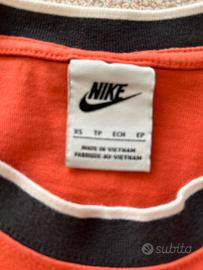 NIKE
XS TP ECH EP
MADE IN VIETNAM
FABRIQUÉ AU VIETNAM
subito